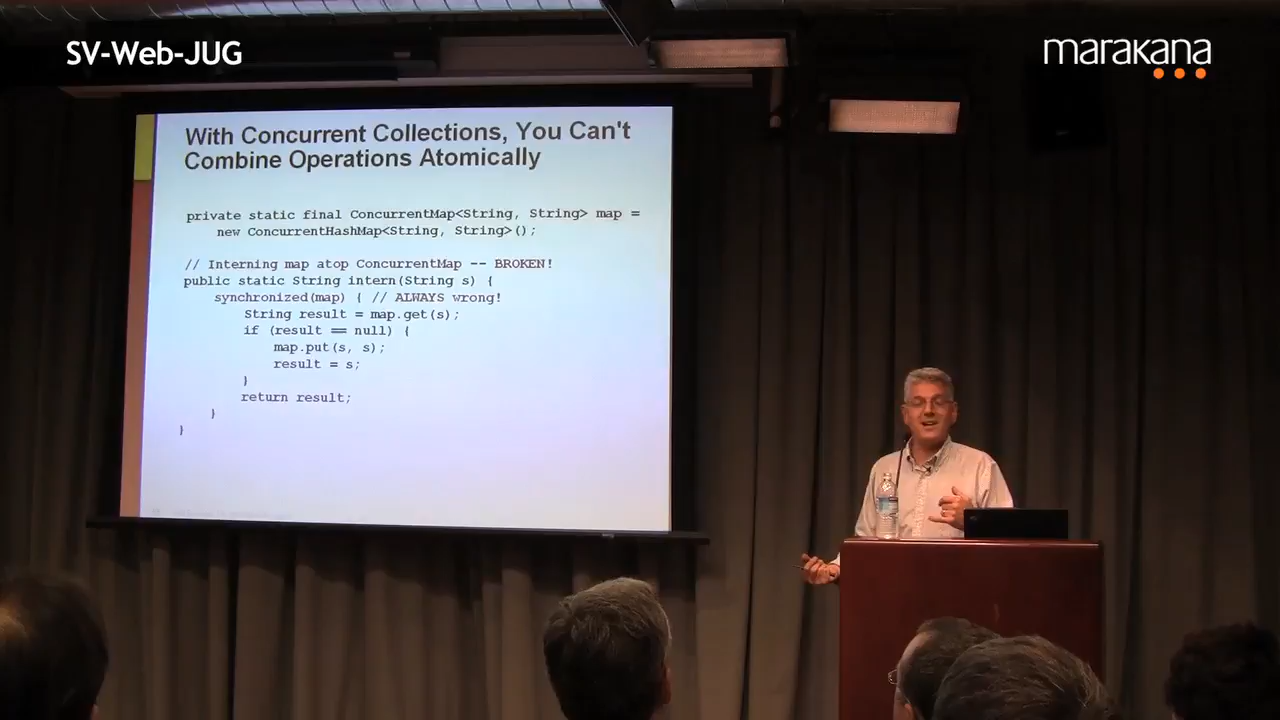 SV-Web-JUG
marakana
With Concurrent Collections, You Can't
Combine Operations Atomically
private static final ConcurrentMap<String, String> map =
new ConcurrentHashMap<String, String>();
// Interning map atop ConcurrentMap -- BROKEN!
public static String intern(String s) {
synchronized(map) { // ALWAYS wrong!
String result = map.get(s);
if (result == null) {
map.put(s, s);
result = s;
}
return result;
}
}